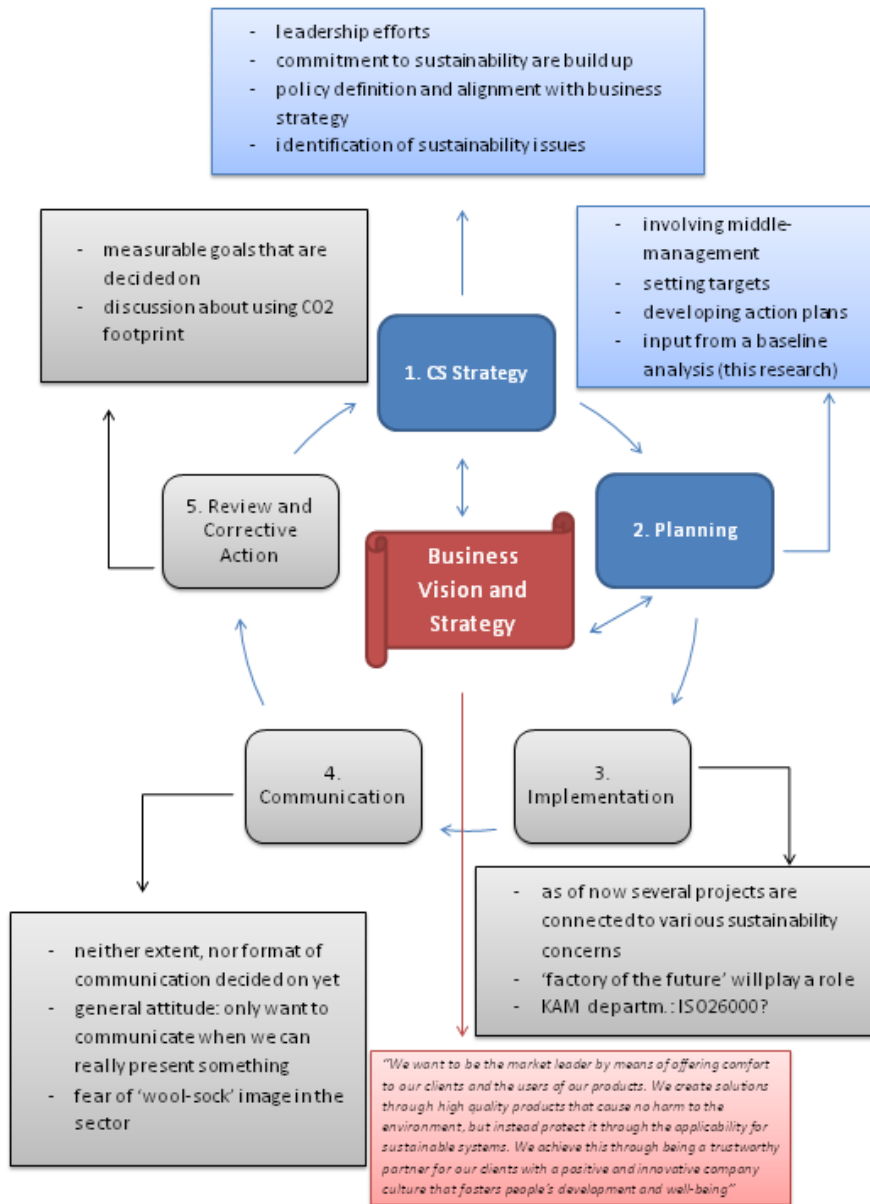 - leadership efforts
- commitment to sustainability are build up
- policy definition and alignment with business
strategy
- identification of sustainability issues
- measurable goals that are
decided on
- discussion about using CO2
footprint
- involving middle-
management
- setting targets
- developing action plans
- input from a baseline
analysis (this research)
1. CS Strategy
5. Review and
Corrective
Action
Business
Vision and
Strategy
2. Planning
4.
Communication
3.
Implementation
- neither extent, nor format of
communication decided on yet
- general attitude: only want to
communicate when we can
really present something
- fear of ‘wool-sock’ image in the
sector
- as of now several projects are
connected to various sustainability
concerns
- ‘factory of the future’ will play a role
- KAM departm.: ISO26000?
“We want to be the market leader by means of offering comfort
to our clients and the users of our products. We create solutions
through high quality products that cause no harm to the
environment, but instead protect it through the applicability for
sustainable systems. We achieve this through being a trustworthy
partner for our clients with a positive and innovative company
culture that fosters people’s development and well-being”